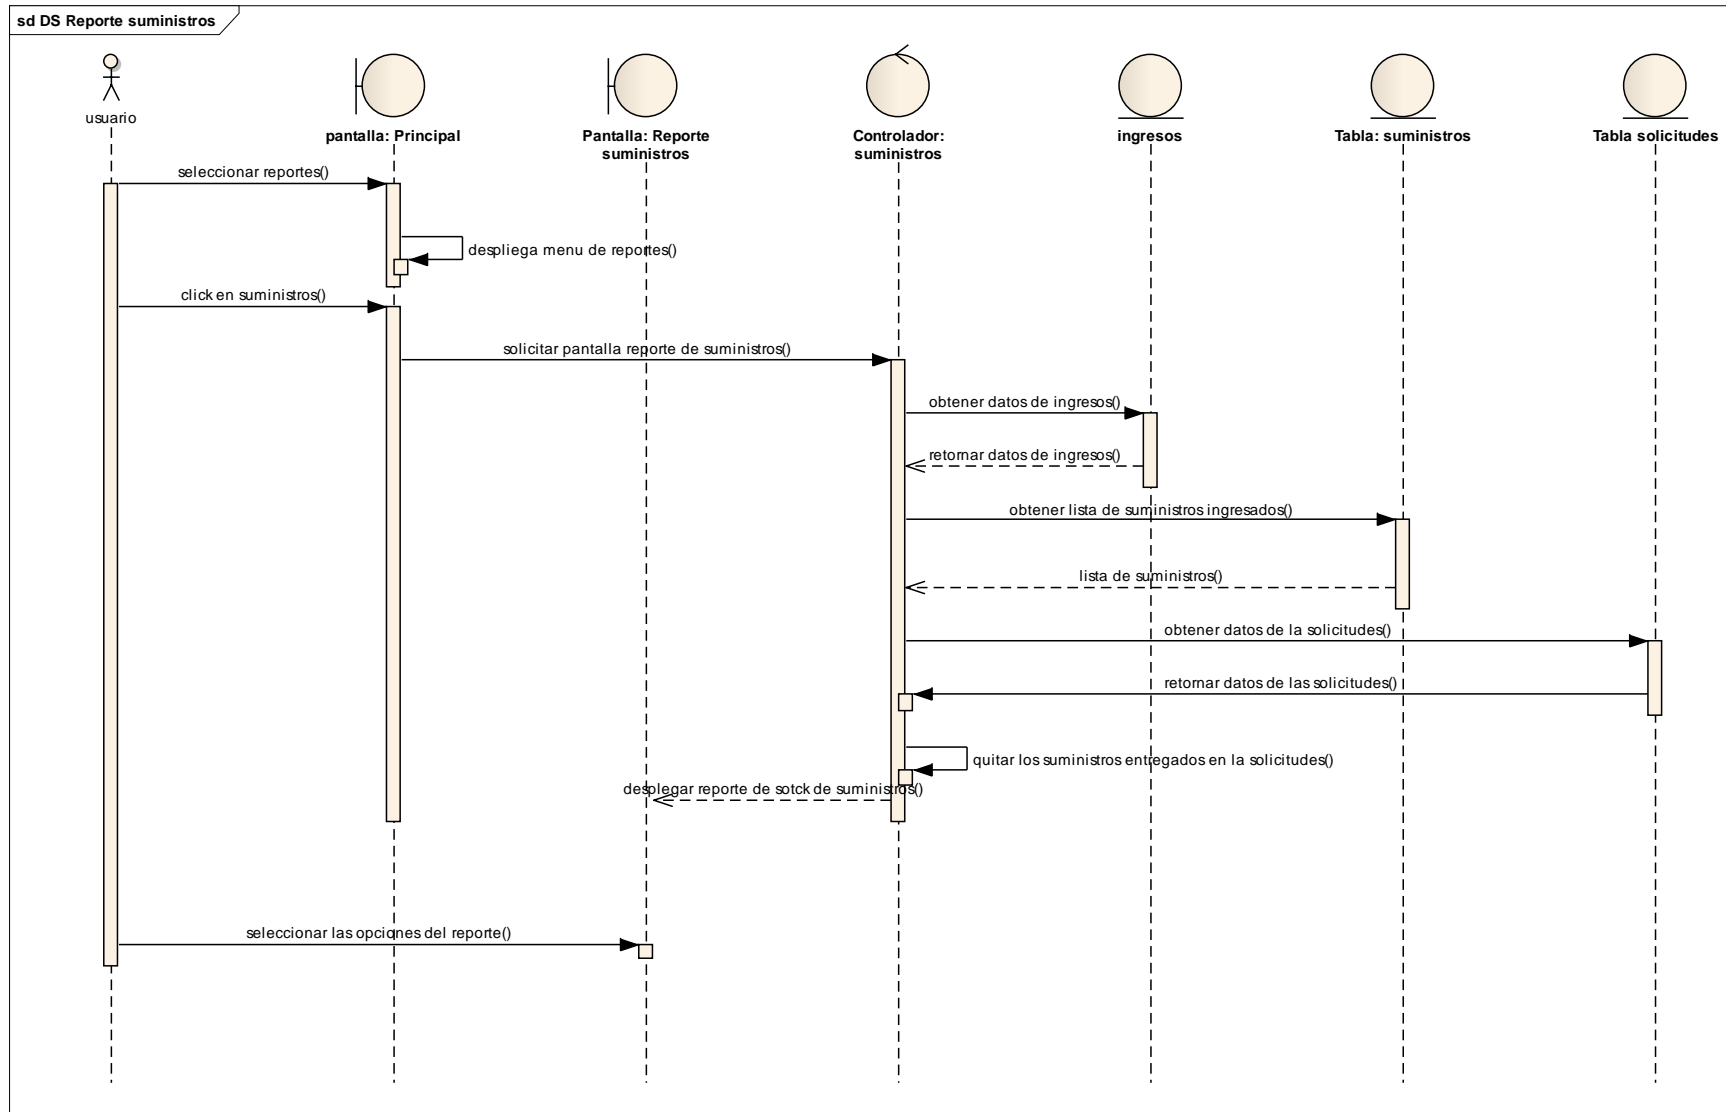 sd DS Reporte suministros
usuario
pantalla: Principal
Pantalla: Reporte
suministros
Controlador:
suministros
ingresos
Tabla: suministros
Tabla solicitudes
seleccionar reportes()
despliega menu de reportes()
click en suministros()
solicitar pantalla reporte de suministros()
obtener datos de ingresos()
retornar datos de ingresos()
obtener lista de suministros ingresados()
lista de suministros()
obtener datos de la solicitudes()
retornar datos de las solicitudes()
quitar los suministros entregados en la solicitudes()
desplegar reporte de sotck de suministros()
seleccionar las opciones del reporte()